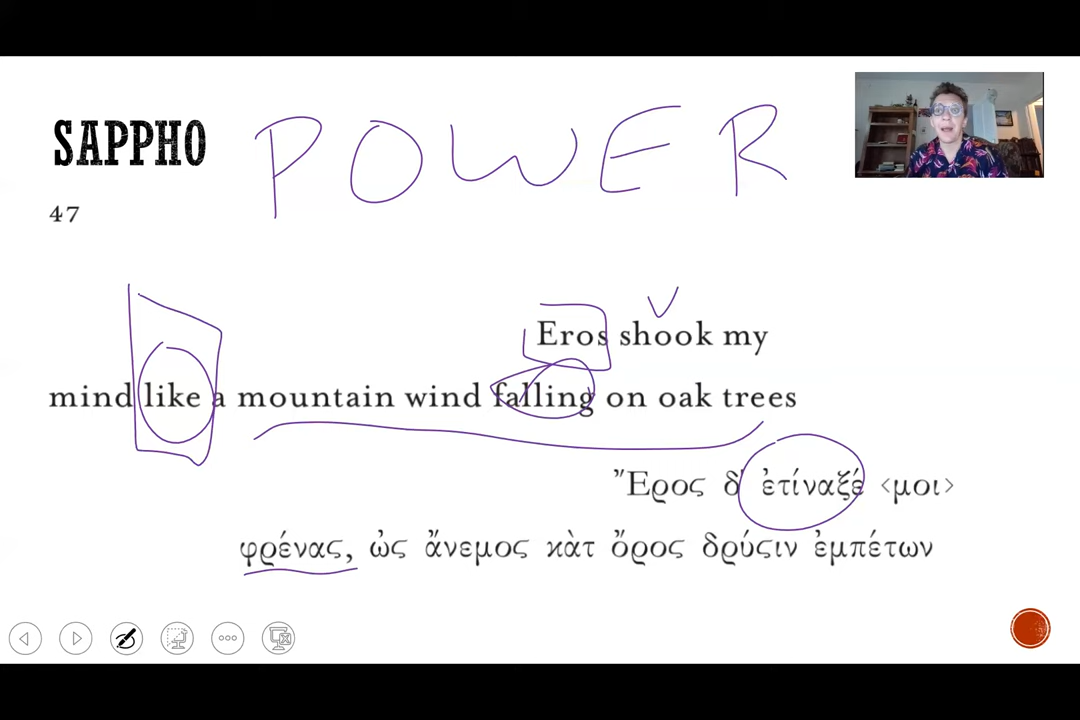 SAPPHO
POWER
47
Eros shook my
mind like a mountain wind falling on oak trees
Ἔρος δ' ἐτίναξέ <μοι>
φρένας, ὠς ἄνεμος κὰτ ὄρος δρύσιν ἐμπέτων